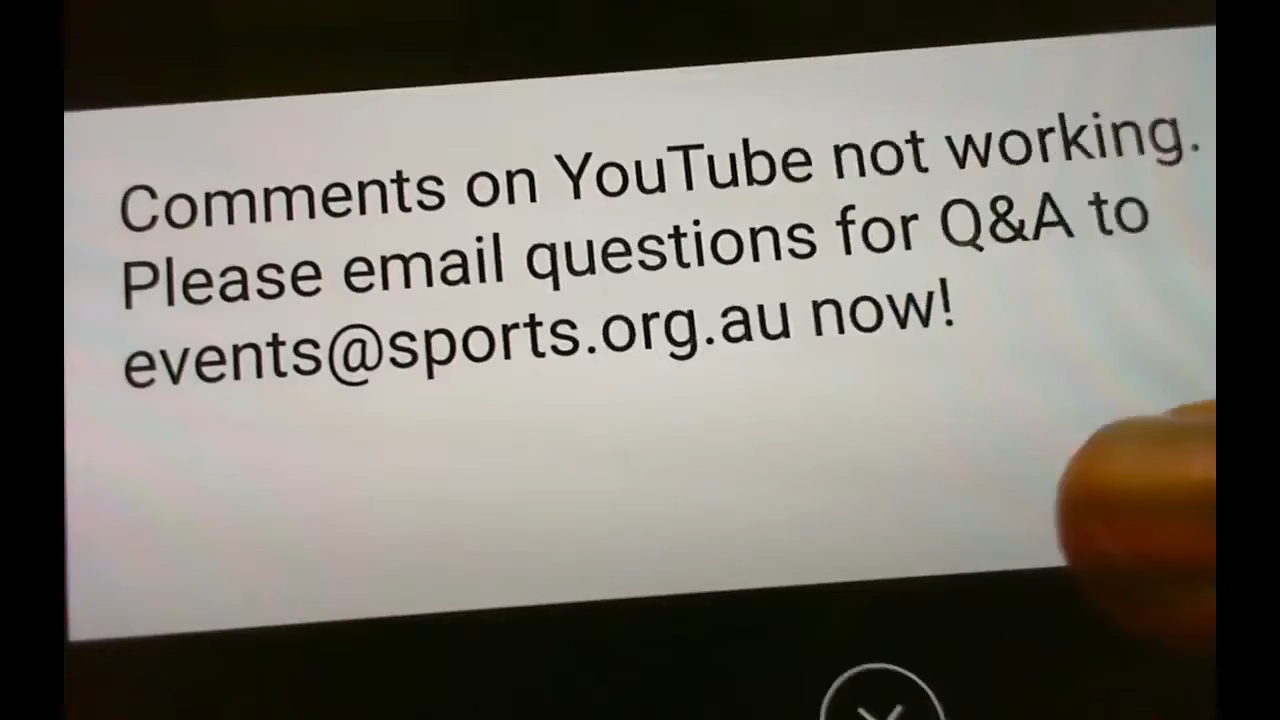 Comments on YouTube not working.
Please email questions for Q&A to
events@sports.org.au now!